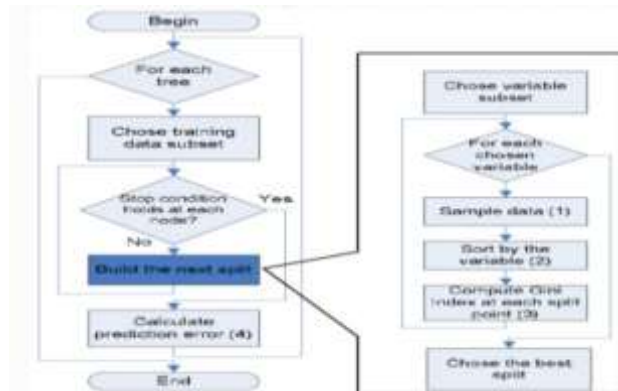 Begin
For each
tree
Chose training
data subset
Stop condition
holds at each
node?
Yes
No
Build the next split
Calculate
prediction error (4)
End
Chose variable
subset
For each
chosen
variable
Sample data (1)
Sort by the
variable (2)
Compute Gini
index at each split
point (3)
Chose the best
split